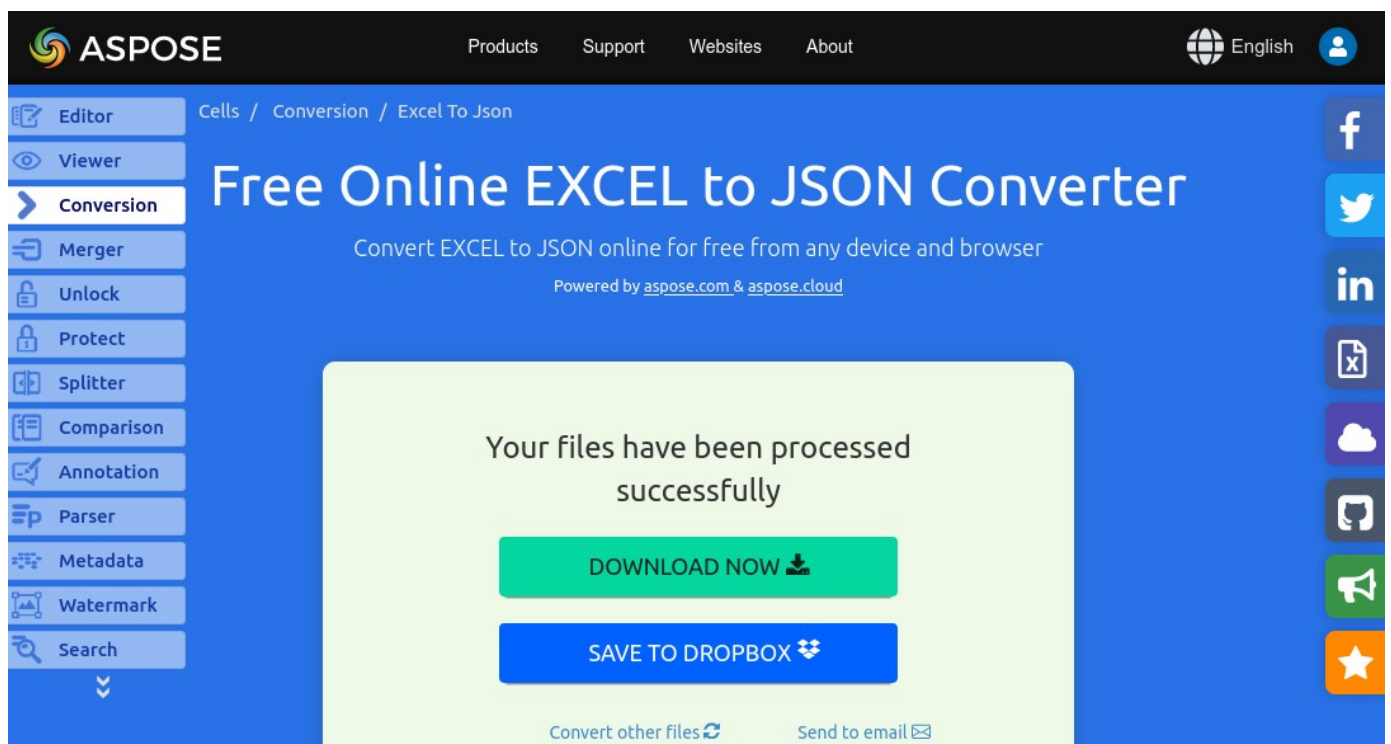 ASPOSE
Products Support Websites About
English
Editor
Viewer
Conversion
Merger
Unlock
Protect
Splitter
Comparison
Annotation
Parser
Metadata
Watermark
Search
Cells / Conversion / Excel To Json
Free Online EXCEL to JSON Converter
Convert EXCEL to JSON online for free from any device and browser
Powered by aspose.com & aspose.cloud
Your files have been processed
successfully
DOWNLOAD NOW
SAVE TO DROPBOX
Convert other files Send to email